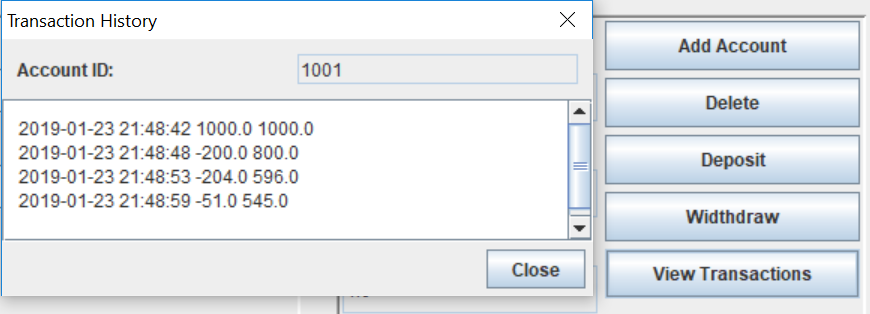 Transaction History
Account ID: 1001
2019-01-23 21:48:42 1000.0 1000.0
2019-01-23 21:48:48 -200.0 800.0
2019-01-23 21:48:53 -204.0 596.0
2019-01-23 21:48:59 -51.0 545.0
Close
Add Account
Delete
Deposit
Widthdraw
View Transactions